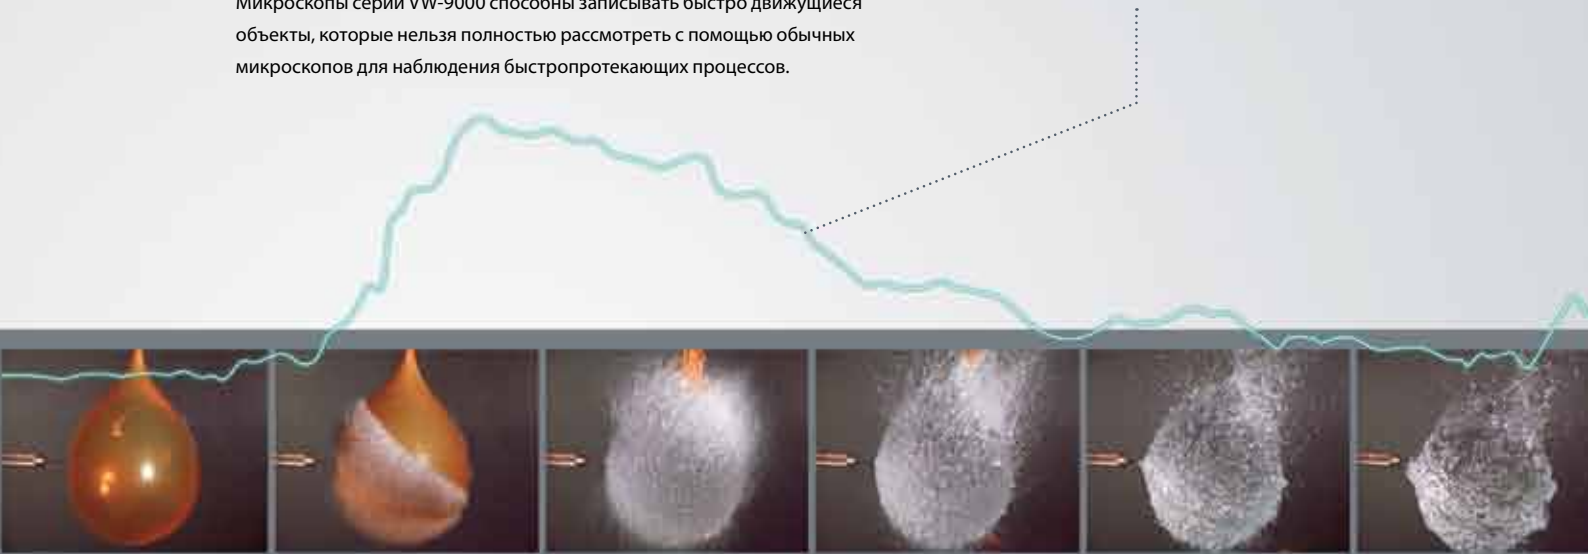 Микроскопы серии VW-9000 способны записывать быстро движущиеся
объекты, которые нельзя полностью рассмотреть с помощью обычных
микроскопов для наблюдения быстропротекающих процессов.